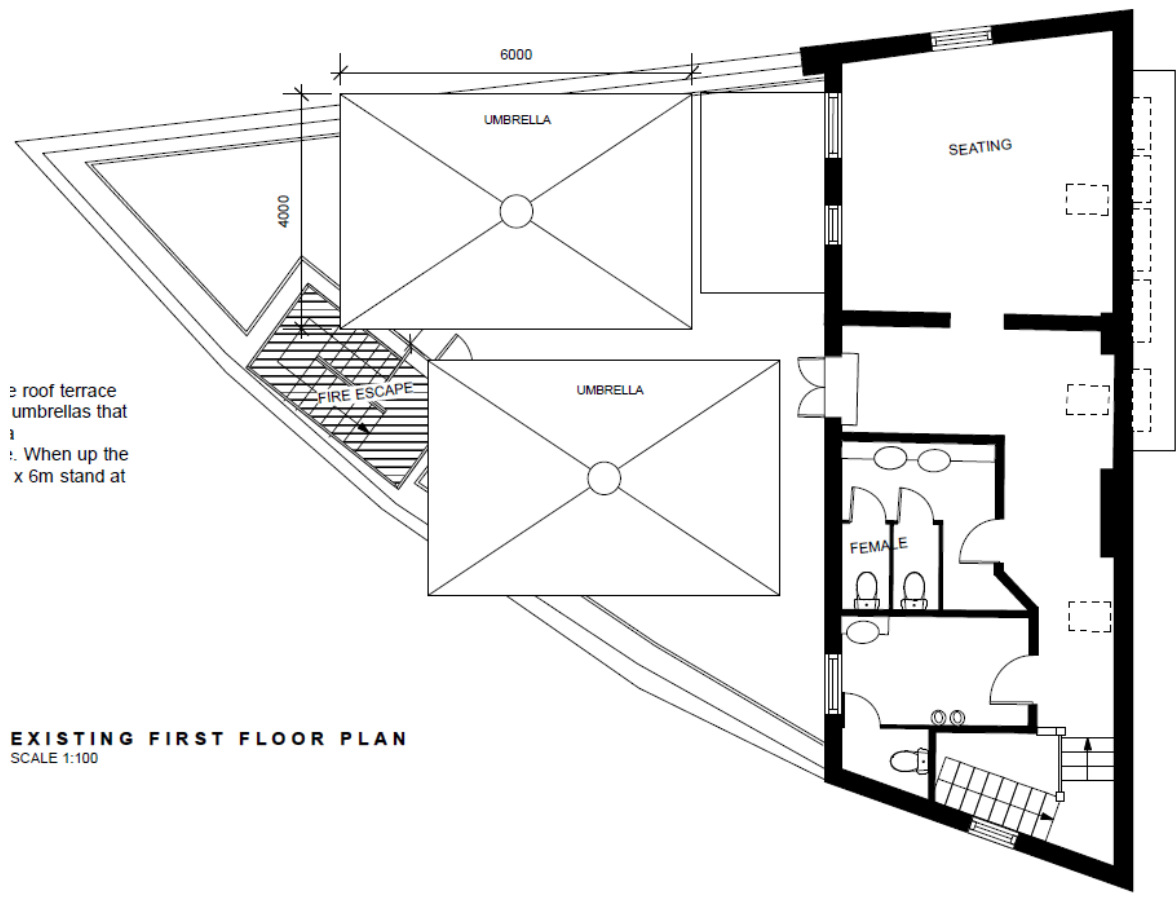 6000
UMBRELLA
SEATING
4000
e roof terrace
umbrellas that
a
e. When up the
x 6m stand at
FIRE ESCAPE
UMBRELLA
FEMALE
EXISTING FIRST FLOOR PLAN
SCALE 1:100